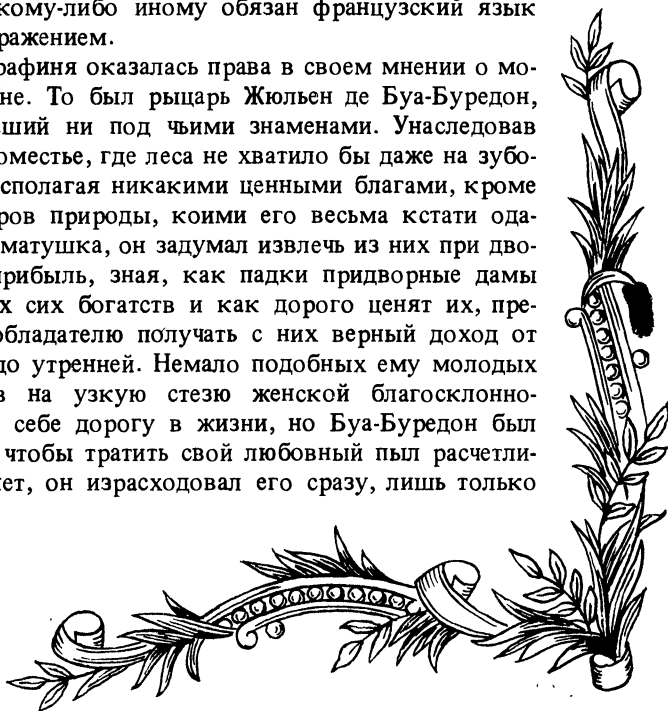 кому-либо иному обязан французский язык
ражением.
рафиня оказалась права в своем мнении о мо-
не. То был рыцарь Жюльен де Буа-Буредон,
вший ни под чьими знаменами. Унаследовав
оместье, где леса не хватило бы даже на зубо-
сполагая никакими ценными благами, кроме
ров природы, коими его весьма кстати ода-
матушка, он задумал извлечь из них при дво-
прибыль, зная, как падки придворные дамы
х сих богатств и как дорого ценят их, пре-
обладателю получать с них верный доход от
до утренней. Немало подобных ему молодых
в на узкую стезю женской благосклонно-
себе дорогу в жизни, но Буа-Буредон был
чтобы тратить свой любовный пыл расчетли-
ет, он израсходовал его сразу, лишь только